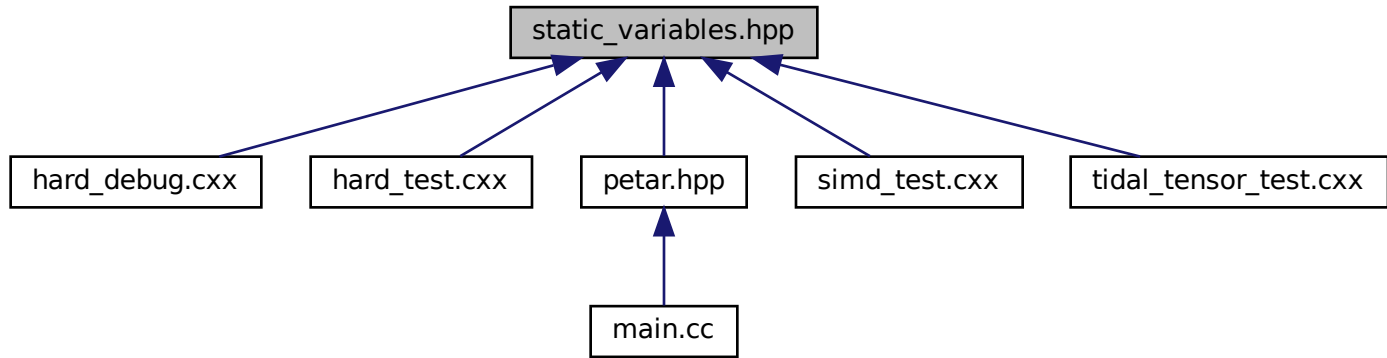 static_variables.hpp
hard_debug.cxx
hard_test.cxx
petar.hpp
simd_test.cxx
tidal_tensor_test.cxx
main.cc